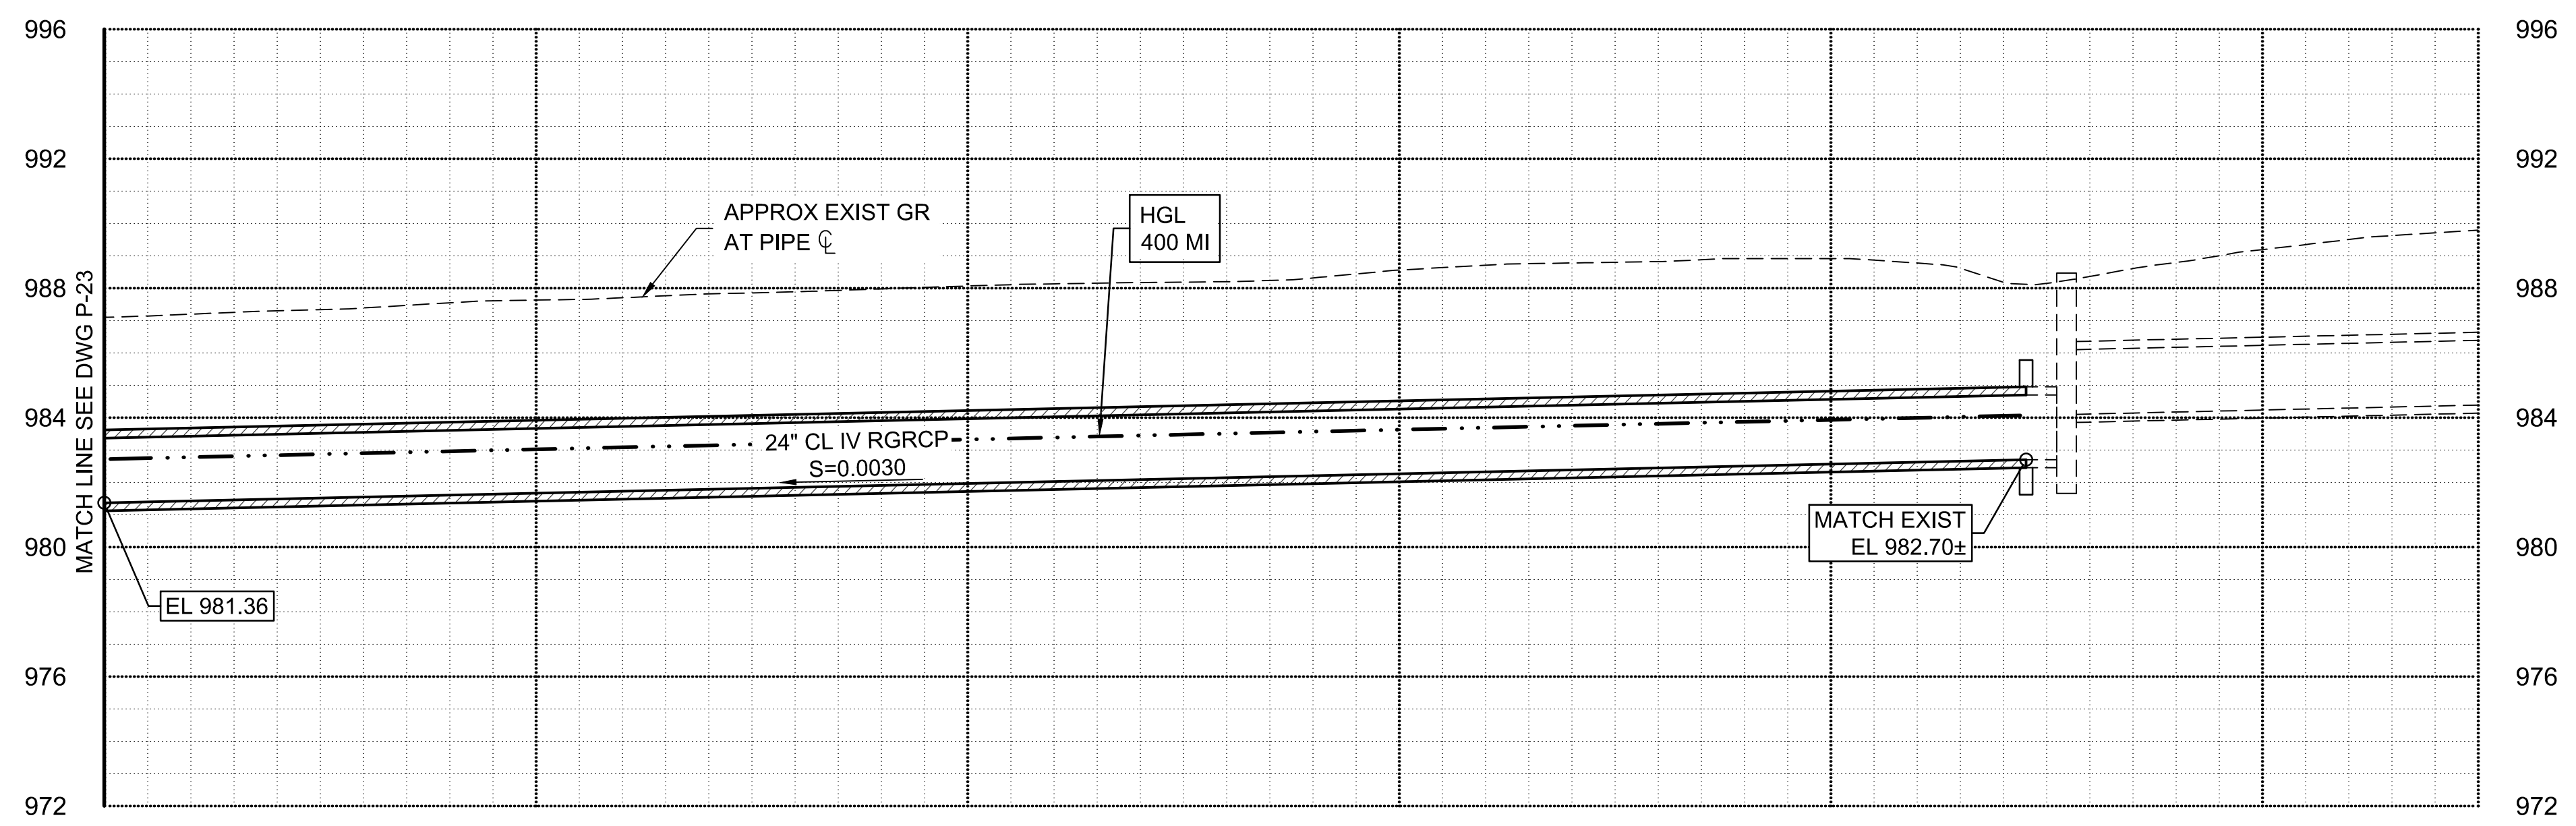 996
996
992
992
APPROX EXIST GR
AT PIPE ℄
HGL
400 MI
988
988
MATCH LINE SEE DWG P-23
984
984
24" CL IV RGRCP
S=0.0030
MATCH EXIST
EL 982.70±
980
980
EL 981.36
976
976
972
972